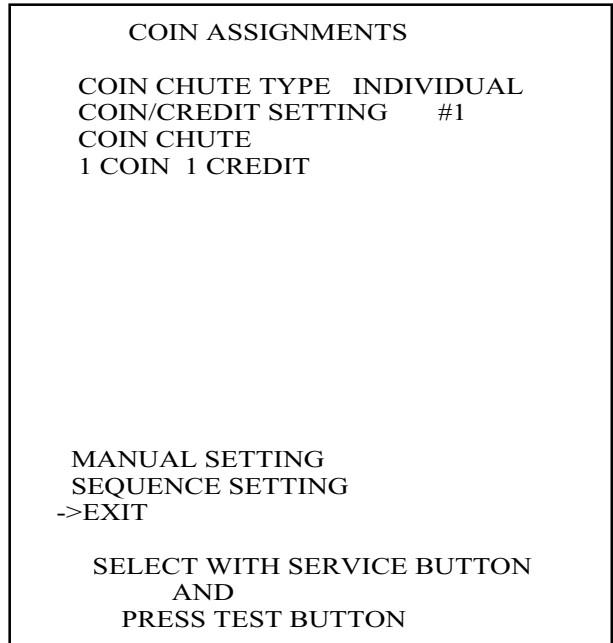 COIN ASSIGNMENTS
COIN CHUTE TYPE INDIVIDUAL
COIN/CREDIT SETTING #1
COIN CHUTE
1 COIN 1 CREDIT
MANUAL SETTING
SEQUENCE SETTING
->EXIT
SELECT WITH SERVICE BUTTON
AND
PRESS TEST BUTTON